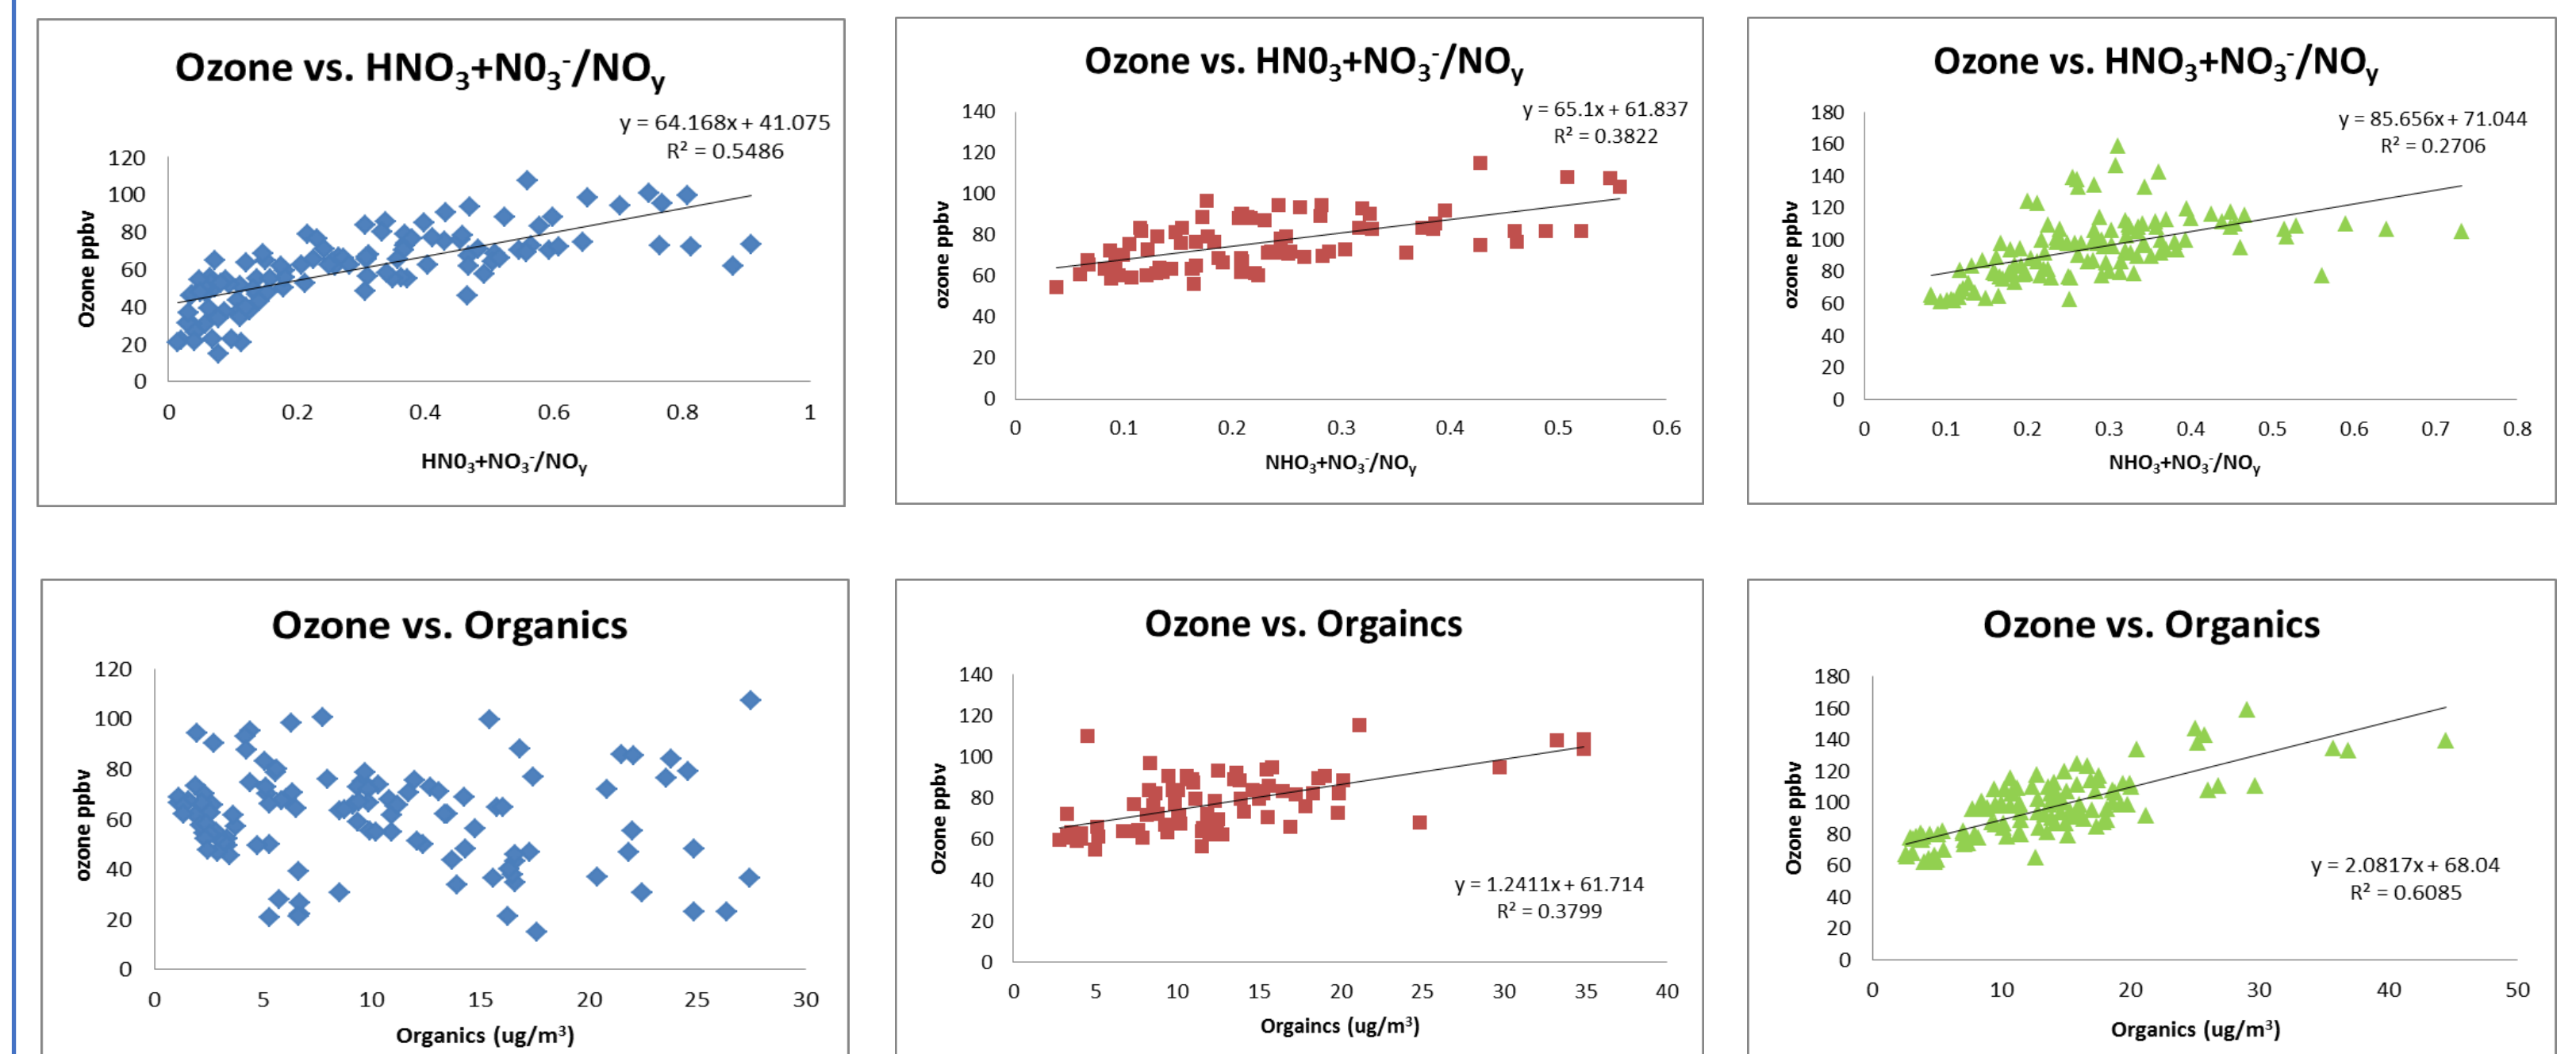 Ozone vs. HNO₃+N0₃⁻/NOy
y = 64.168x + 41.075
R² = 0.5486
120
100
80
60
40
20
0
Ozone ppbv
0 0.2 0.4 0.6 0.8 1
HN0₃+NO₃⁻/NOy
Ozone vs. HN0₃+NO₃⁻/NOy
y = 65.1x + 61.837
R² = 0.3822
140
120
100
80
60
40
20
0
ozone ppbv
0 0.1 0.2 0.3 0.4 0.5 0.6
NHO₃+NO₃⁻/NOy
Ozone vs. HNO₃+NO₃⁻/NOy
y = 85.656x + 71.044
R² = 0.2706
180
160
140
120
100
80
60
40
20
0
ozone ppbv
0 0.1 0.2 0.3 0.4 0.5 0.6 0.7 0.8
NHO₃+NO₃⁻/NOy
Ozone vs. Organics
120
100
80
60
40
20
0
ozone ppbv
0 5 10 15 20 25 30
Organics (ug/m³)
Ozone vs. Orgaincs
140
120
100
80
60
40
20
0
Ozone ppbv
y = 1.2411x + 61.714
R² = 0.3799
0 5 10 15 20 25 30 35 40
Orgaincs (ug/m³)
Ozone vs. Organics
180
160
140
120
100
80
60
40
20
0
Ozone ppbv
y = 2.0817x + 68.04
R² = 0.6085
0 10 20 30 40 50
Organics (ug/m³)